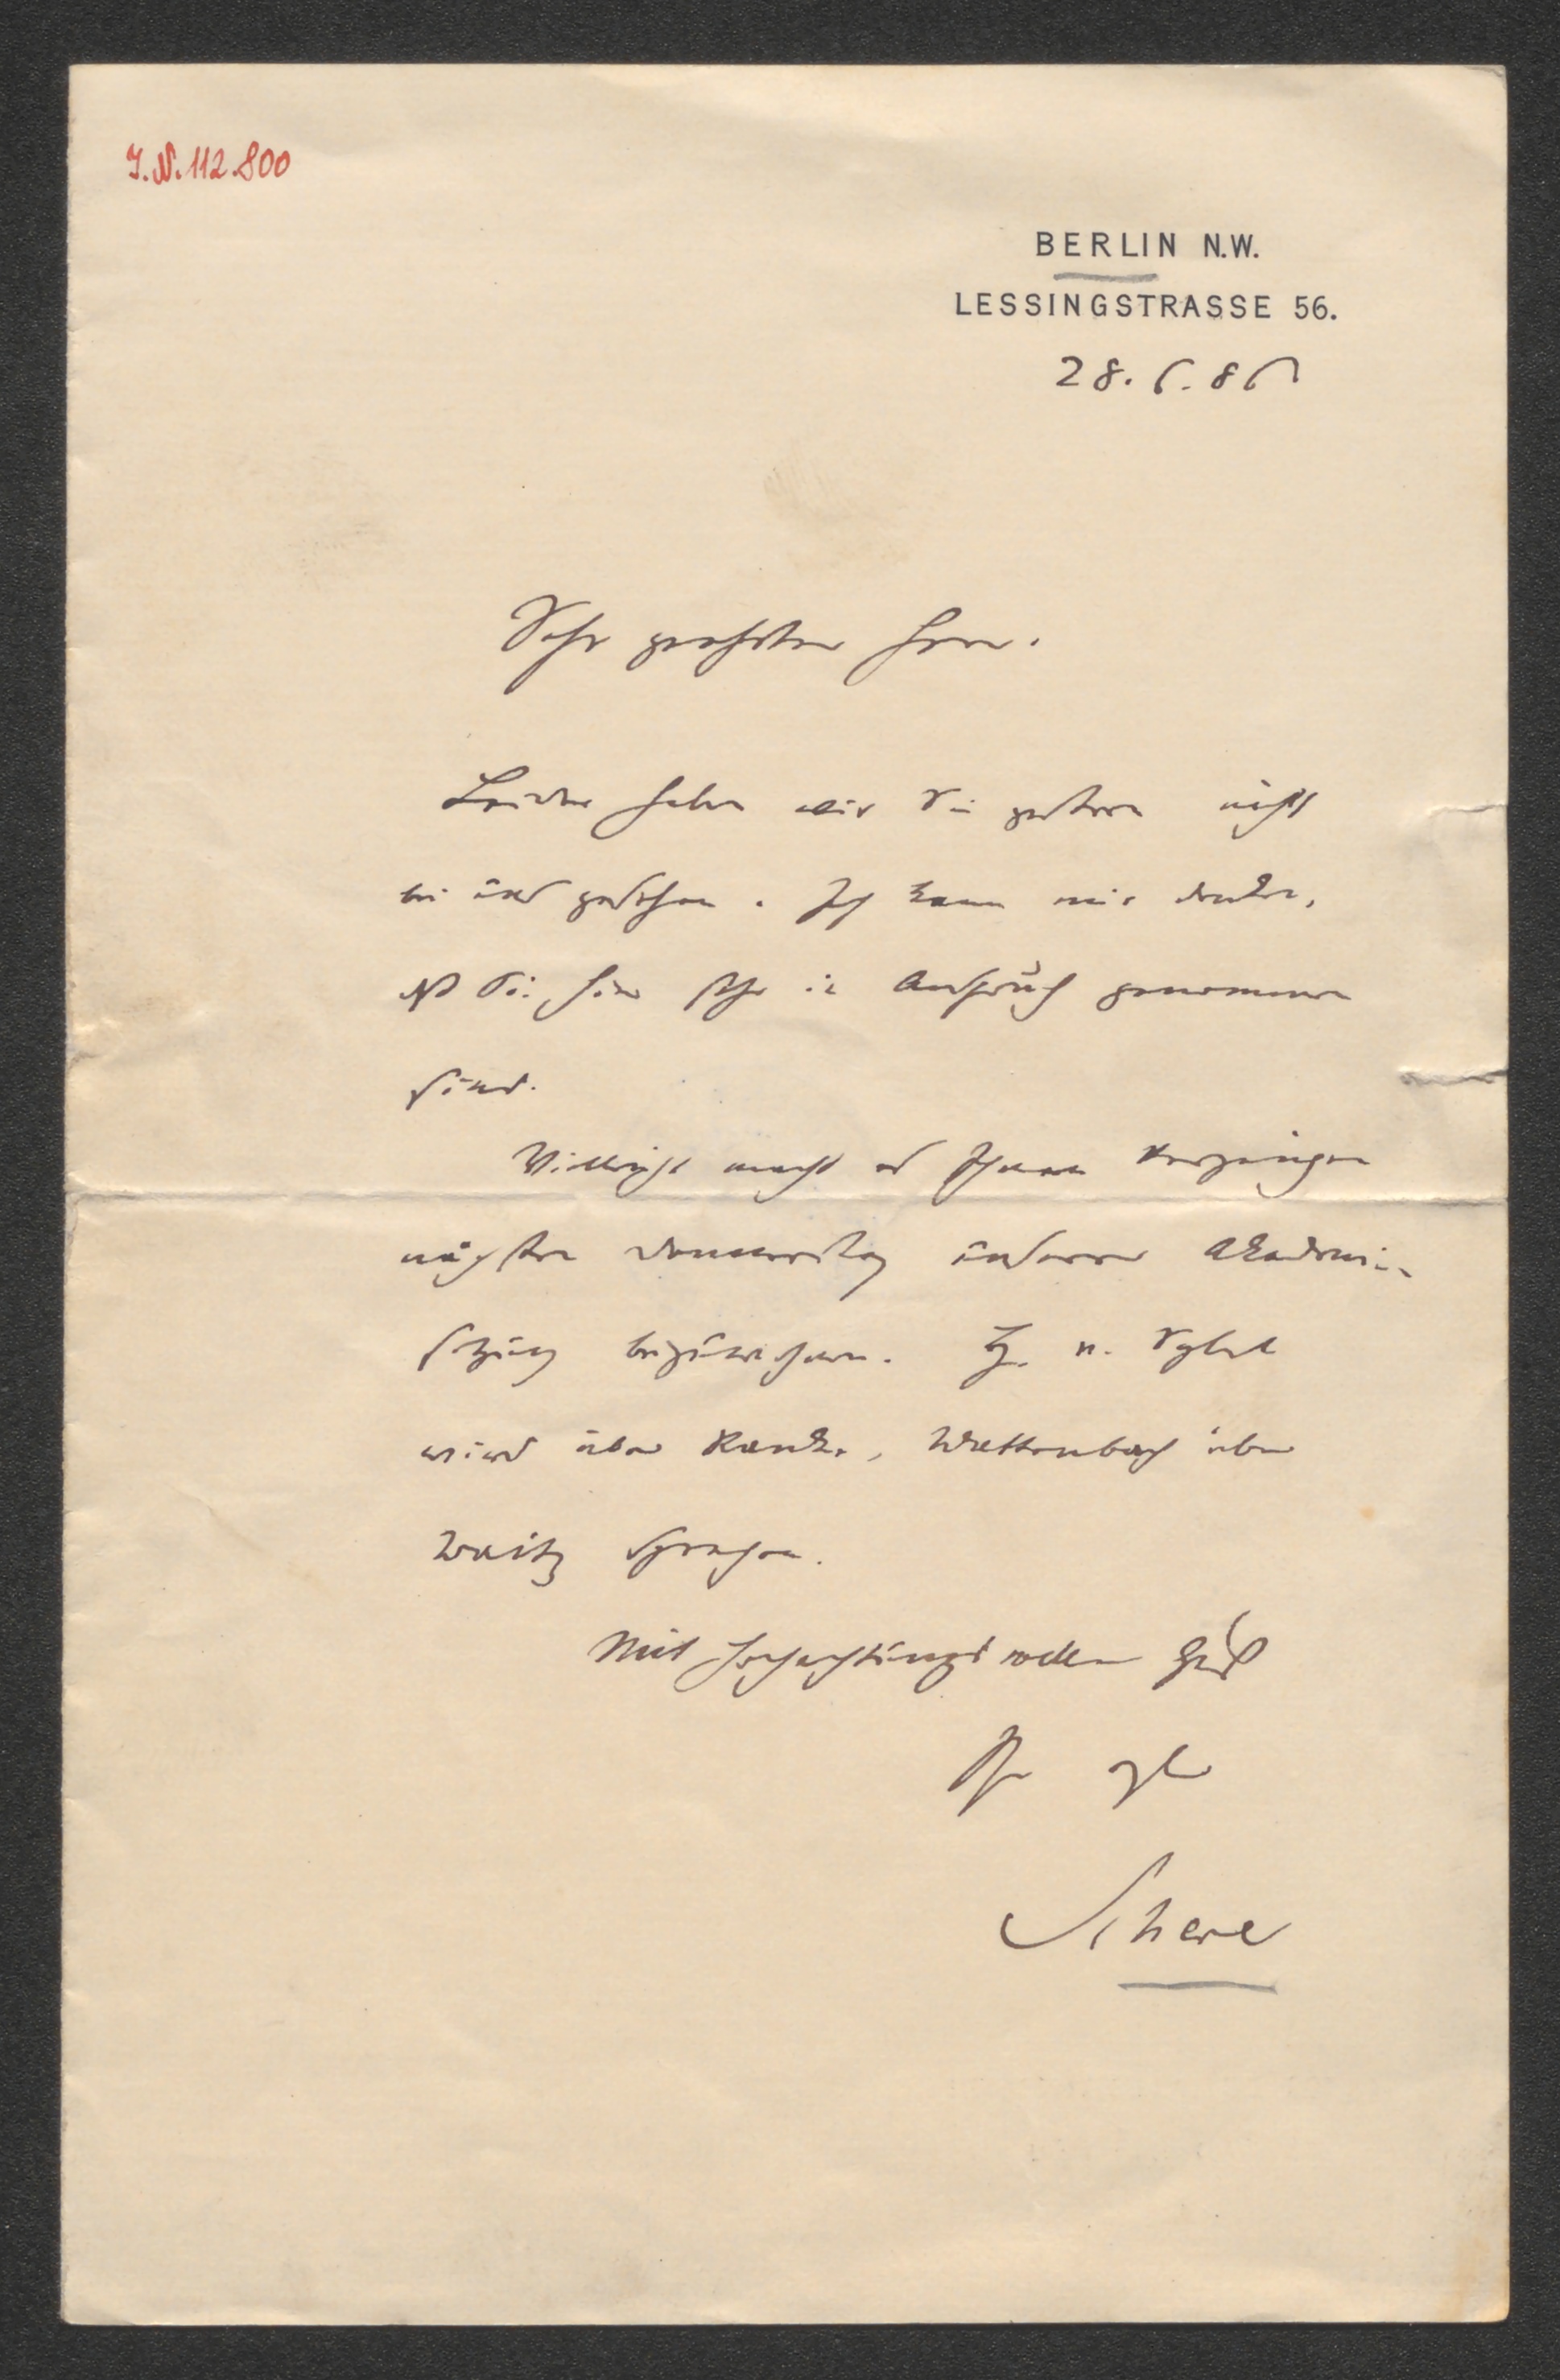 J.N. 112.800
BERLIN N.W.
LESSINGSTRASSE 56.
28. 6. 86
Sehr geehrter Herr.
Leider haben wir Sie gestern nicht
bei uns gesehen. Ich kann mir denken,
daß Sie hier sehr in Anspruch genommen
sind.
Vielleicht macht es Ihnen Vergnügen
nächsten Donnerstag unserer Akademie-
sitzung beizuwohnen. H. v. Sybel
wird über Ranke, Wattenbach über
Waitz sprechen.
Mit hochachtungsvollem Gruß
Ihr
Scherer